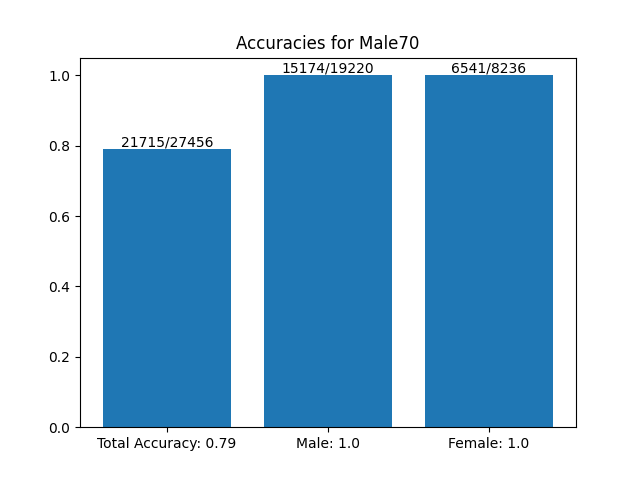 Accuracies for Male70
15174/19220
6541/8236
21715/27456
1.0
0.8
0.6
0.4
0.2
0.0
Total Accuracy: 0.79
Male: 1.0
Female: 1.0